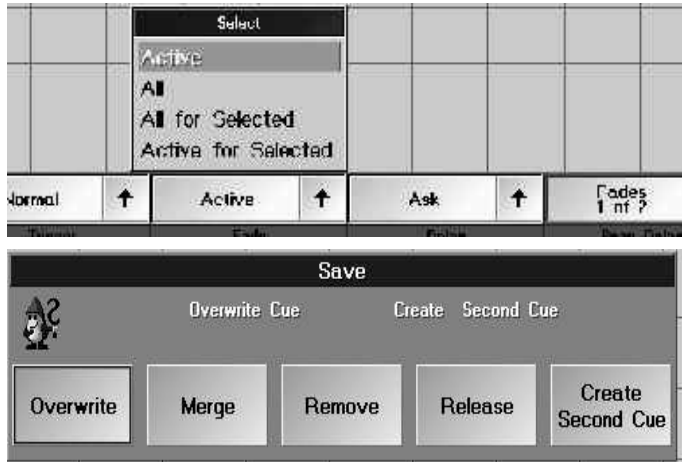 Select
Active
All
All for Selected
Active for Selected
Normal
Active
Ask
Fades
1 of ?
Save
Overwrite Cue
Create Second Cue
Overwrite
Merge
Remove
Release
Create
Second Cue